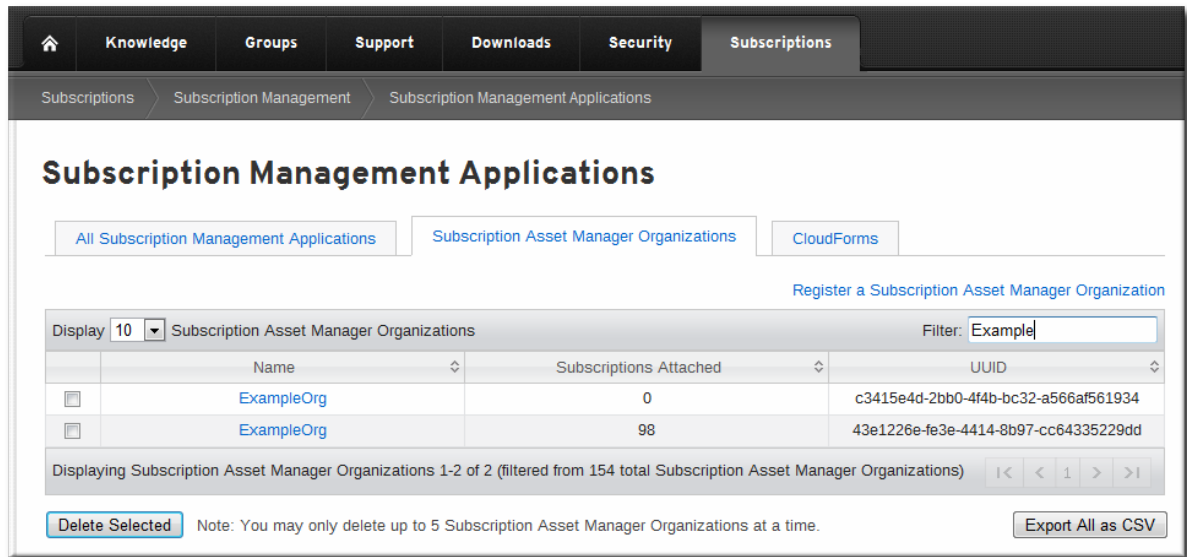 Knowledge Groups Support Downloads Security Subscriptions
Subscriptions Subscription Management Subscription Management Applications
Subscription Management Applications
All Subscription Management Applications Subscription Asset Manager Organizations CloudForms
Register a Subscription Asset Manager Organization
Display 10 Subscription Asset Manager Organizations Filter: Example
Name Subscriptions Attached UUID
ExampleOrg 0 c3415e4d-2bb0-4f4b-bc32-a566af561934
ExampleOrg 98 43e1226e-fe3e-4414-8b97-cc64335229dd
Displaying Subscription Asset Manager Organizations 1-2 of 2 (filtered from 154 total Subscription Asset Manager Organizations) 1
Delete Selected Note: You may only delete up to 5 Subscription Asset Manager Organizations at a time. Export All as CSV